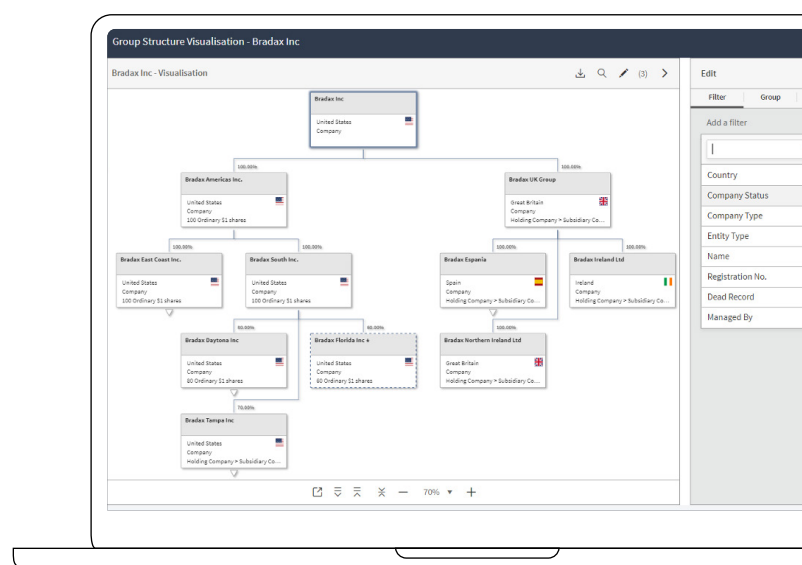 Group Structure Visualisation - Bradax Inc
Bradax Inc - Visualisation
(3)
Edit
Filter
Group
Add a filter
Country
Company Status
Company Type
Entity Type
Name
Registration No.
Dead Record
Managed By
Bradax Inc
United States
Company
100.00%
100.00%
Bradax Americas Inc.
United States
Company
100 Ordinary $1 shares
Bradax UK Group
Great Britain
Company
Holding Company > Subsidiary Co...
100.00%
100.00%
100.00%
100.00%
Bradax East Coast Inc.
United States
Company
100 Ordinary $1 shares
Bradax South Inc.
United States
Company
100 Ordinary $1 shares
Bradax Espania
Spain
Company
Holding Company > Subsidiary Co...
Bradax Ireland Ltd
Ireland
Company
Holding Company > Subsidiary Co...
100.00%
Bradax Daytona Inc
United States
Company
80 Ordinary $1 shares
Bradax Florida Inc
United States
Company
80 Ordinary $1 shares
Bradax Northern Ireland Ltd
Great Britain
Company
Holding Company > Subsidiary Co...
70.00%
Bradax Tampa Inc
United States
Company
Holding Company > Subsidiary Co...
70%